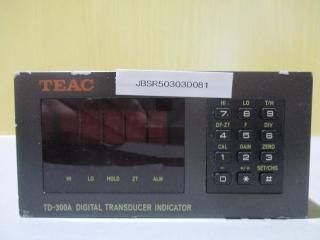 TEAC
JBSR50303D081
HI LO T/H
7 8 9
DF-ZT F DIV
4 5 6
CAL GAIN ZERO
1 2 3
- +/- SET/CHG
0 * #
HI LO HOLD ZT ALM
TD-300A DIGITAL TRANSDUCER INDICATOR